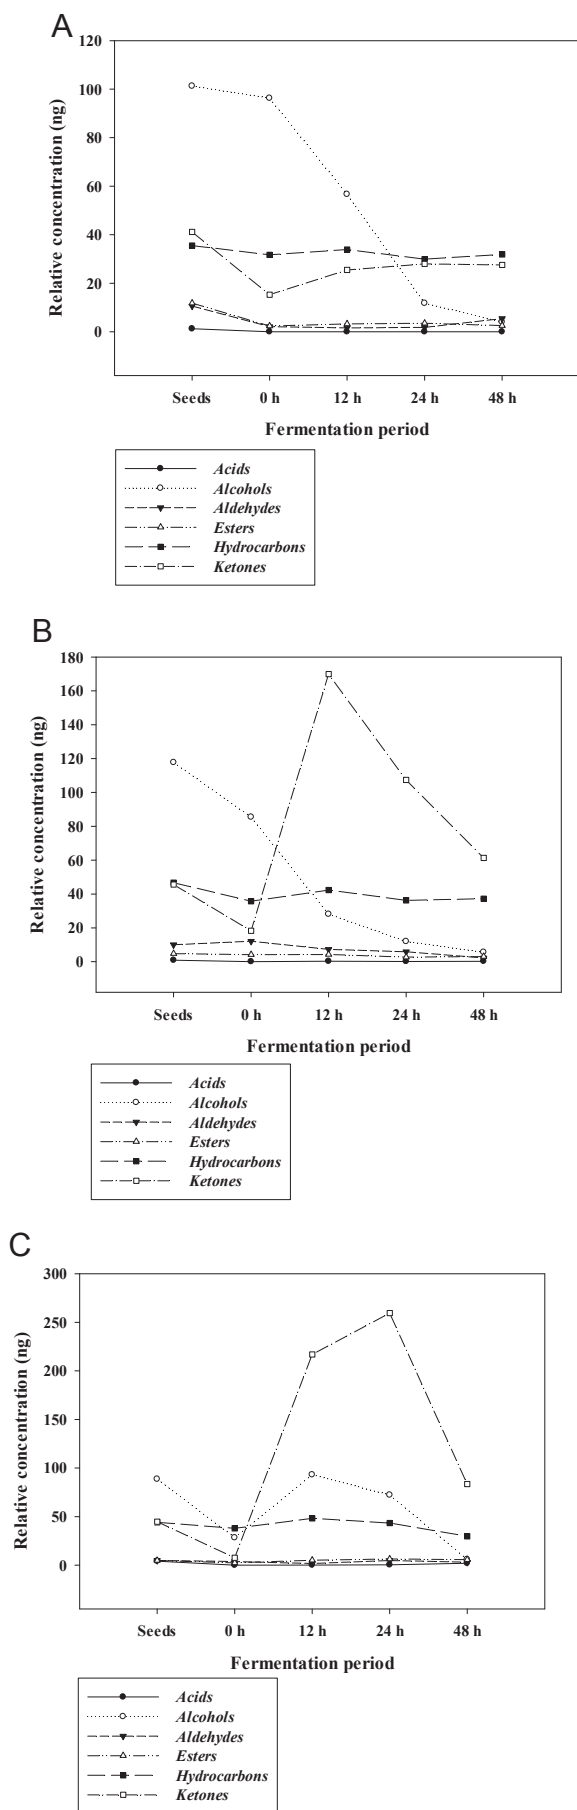 A
120
100
80
60
40
20
0
Relative concentration (ng)
Seeds 0 h 12 h 24 h 48 h
Fermentation period
Acids
Alcohols
Aldehydes
Esters
Hydrocarbons
Ketones
B
180
160
140
120
100
80
60
40
20
0
Relative concentration (ng)
Seeds 0 h 12 h 24 h 48 h
Fermentation period
Acids
Alcohols
Aldehydes
Esters
Hydrocarbons
Ketones
C
300
250
200
150
100
50
0
Relative concentration (ng)
Seeds 0 h 12 h 24 h 48 h
Fermentation period
Acids
Alcohols
Aldehydes
Esters
Hydrocarbons
Ketones